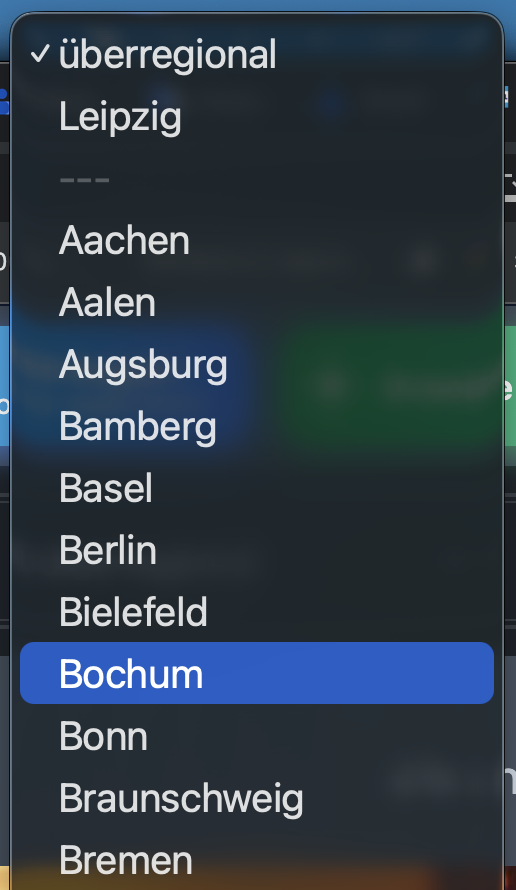 ✓ überregional
Leipzig
---
Aachen
Aalen
Augsburg
Bamberg
Basel
Berlin
Bielefeld
Bochum
Bonn
Braunschweig
Bremen